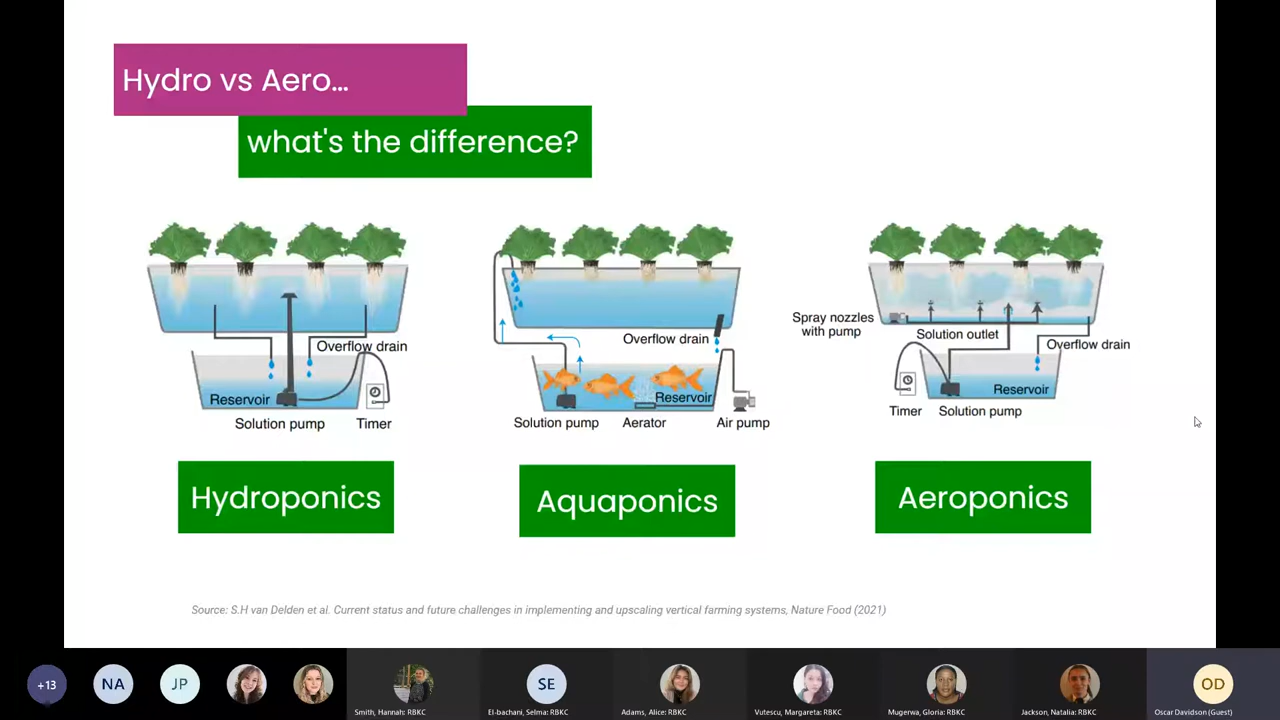 Hydro vs Aero...
what's the difference?
Overflow drain
Reservoir
Solution pump
Timer
Hydroponics
Overflow drain
Reservoir
Solution pump
Aerator
Air pump
Aquaponics
Spray nozzles
with pump
Solution outlet
Overflow drain
Reservoir
Timer
Solution pump
Aeroponics
Source: S.H van Delden et al. Current status and future challenges in implementing and upscaling vertical farming systems, Nature Food (2021)
+13
NA
JP
Smith, Hannah: RBKC
SE
El-bachani, Selma: RBKC
Adams, Alice: RBKC
Vutescu, Margareta: RBKC
Mugerwa, Gloria: RBKC
Jackson, Natalia: RBKC
OD
Oscar Davidson (Guest)